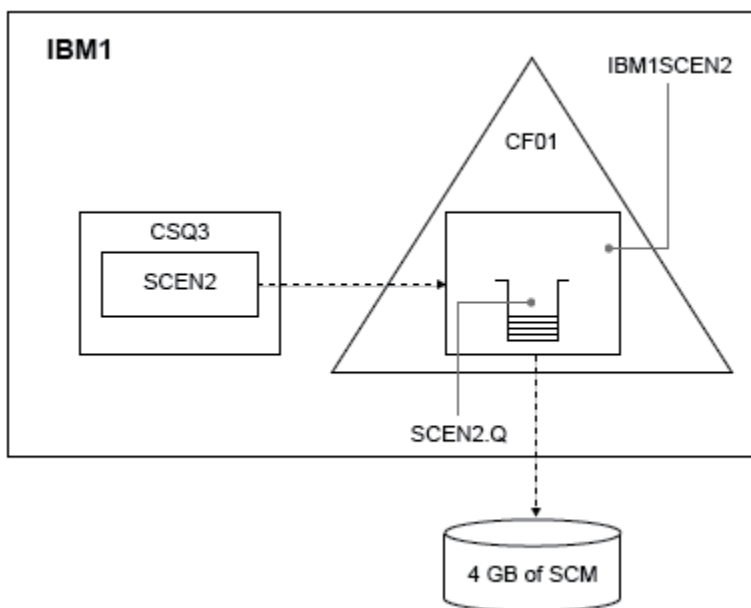 IBM1
IBM1SCEN2
CF01
CSQ3
SCEN2
SCEN2.Q
4 GB of SCM